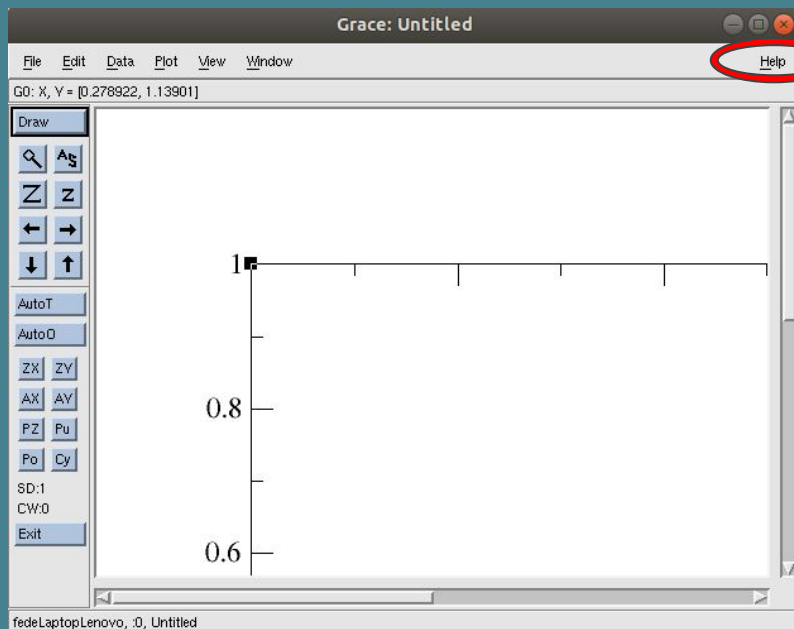 Grace: Untitled
File Edit Data Plot View Window Help
G0: X, Y = [0.278922, 1.13901]
Draw
AS
Z z
AutoT
AutoO
ZX ZY
AX AY
PZ Pu
Po Cy
SD:1
CW:0
Exit
1
0.8
0.6
fedeLaptopLenovo, :0, Untitled